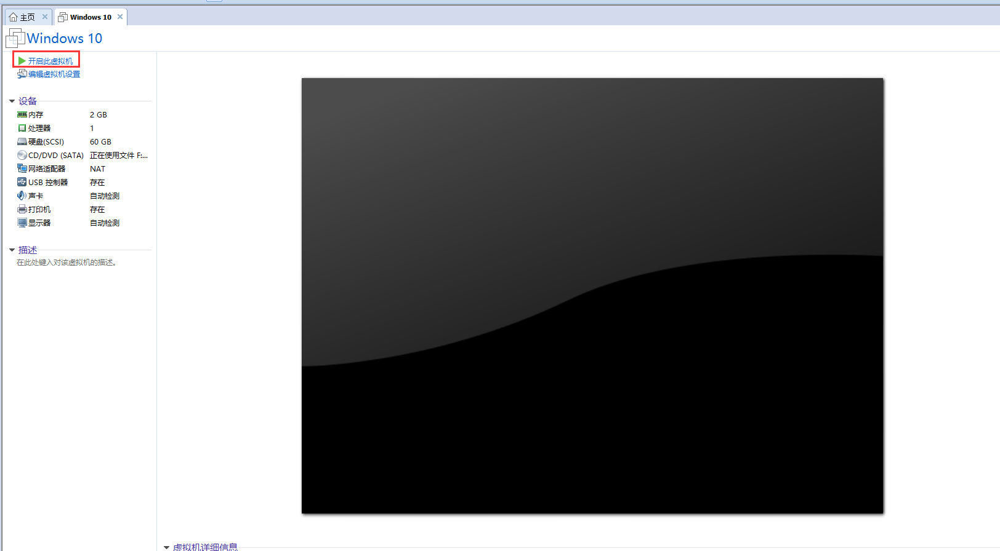 主页
Windows 10
Windows 10
开启此虚拟机
编辑虚拟机设置
设备
内存 2 GB
处理器 1
硬盘(SCSI) 60 GB
CD/DVD (SATA) 正在使用文件 F:...
网络适配器 NAT
USB 控制器 存在
声卡 自动检测
打印机 存在
显示器 自动检测
描述
在此处键入对该虚拟机的描述。
虚拟机详细信息